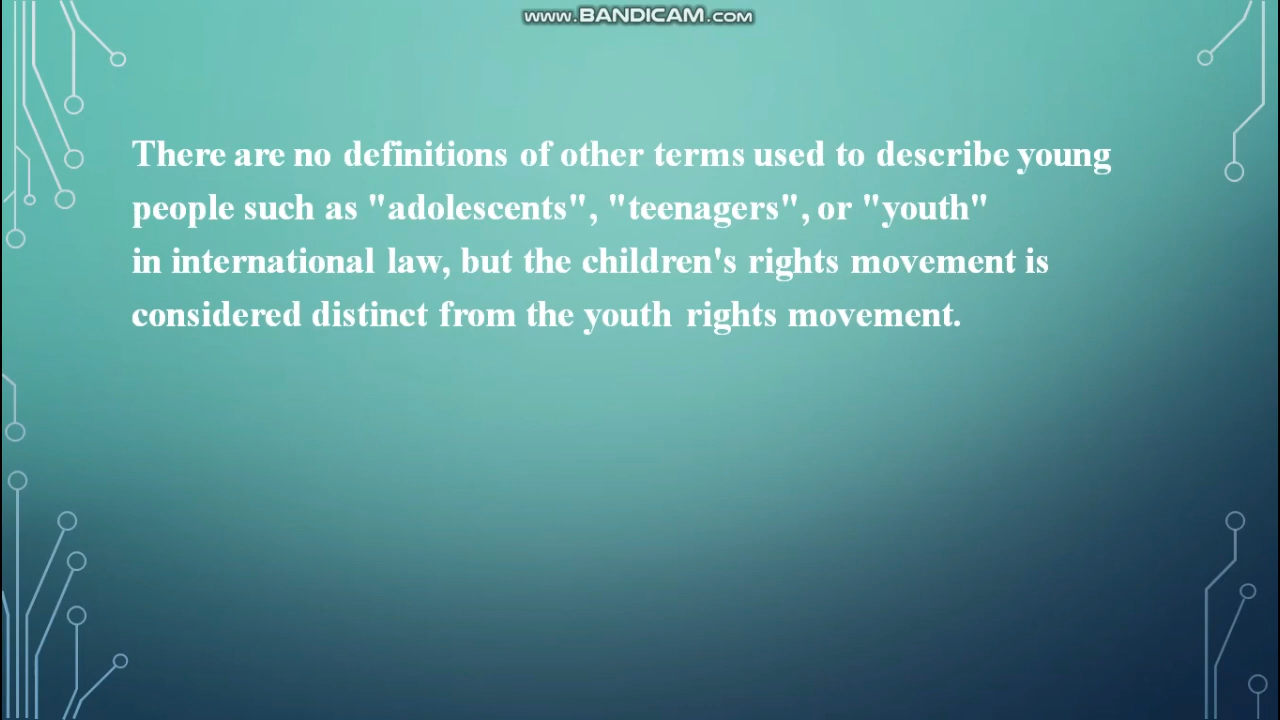 www.BANDICAM.com
There are no definitions of other terms used to describe young
people such as "adolescents", "teenagers", or "youth"
in international law, but the children's rights movement is
considered distinct from the youth rights movement.